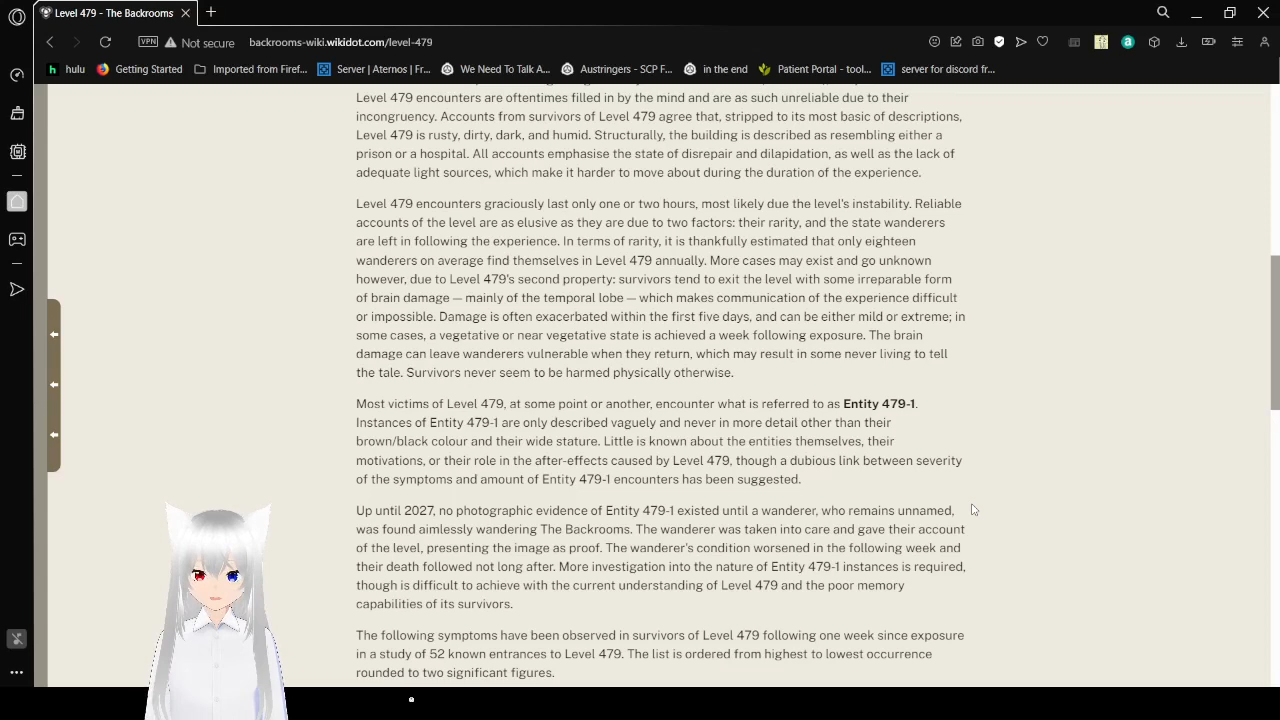 Level 479 - The Backrooms
VPN
Not secure
backrooms-wiki.wikidot.com/level-479
hulu
Getting Started
Imported from Firef...
Server | Aternos | Fr...
We Need To Talk A...
Austringers - SCP F...
in the end
Patient Portal - tool...
server for discord fr...
Level 479 encounters are oftentimes filled in by the mind and are as such unreliable due to their
incongruency. Accounts from survivors of Level 479 agree that, stripped to its most basic of descriptions,
Level 479 is rusty, dirty, dark, and humid. Structurally, the building is described as resembling either a
prison or a hospital. All accounts emphasise the state of disrepair and dilapidation, as well as the lack of
adequate light sources, which make it harder to move about during the duration of the experience.
Level 479 encounters graciously last only one or two hours, most likely due the level's instability. Reliable
accounts of the level are as elusive as they are due to two factors: their rarity, and the state wanderers
are left in following the experience. In terms of rarity, it is thankfully estimated that only eighteen
wanderers on average find themselves in Level 479 annually. More cases may exist and go unknown
however, due to Level 479's second property: survivors tend to exit the level with some irreparable form
of brain damage — mainly of the temporal lobe — which makes communication of the experience difficult
or impossible. Damage is often exacerbated within the first five days, and can be either mild or extreme; in
some cases, a vegetative or near vegetative state is achieved a week following exposure. The brain
damage can leave wanderers vulnerable when they return, which may result in some never living to tell
the tale. Survivors never seem to be harmed physically otherwise.
Most victims of Level 479, at some point or another, encounter what is referred to as Entity 479-1.
Instances of Entity 479-1 are only described vaguely and never in more detail other than their
brown/black colour and their wide stature. Little is known about the entities themselves, their
motivations, or their role in the after-effects caused by Level 479, though a dubious link between severity
of the symptoms and amount of Entity 479-1 encounters has been suggested.
Up until 2027, no photographic evidence of Entity 479-1 existed until a wanderer, who remains unnamed,
was found aimlessly wandering The Backrooms. The wanderer was taken into care and gave their account
of the level, presenting the image as proof. The wanderer's condition worsened in the following week and
their death followed not long after. More investigation into the nature of Entity 479-1 instances is required,
though is difficult to achieve with the current understanding of Level 479 and the poor memory
capabilities of its survivors.
The following symptoms have been observed in survivors of Level 479 following one week since exposure
in a study of 52 known entrances to Level 479. The list is ordered from highest to lowest occurrence
rounded to two significant figures.